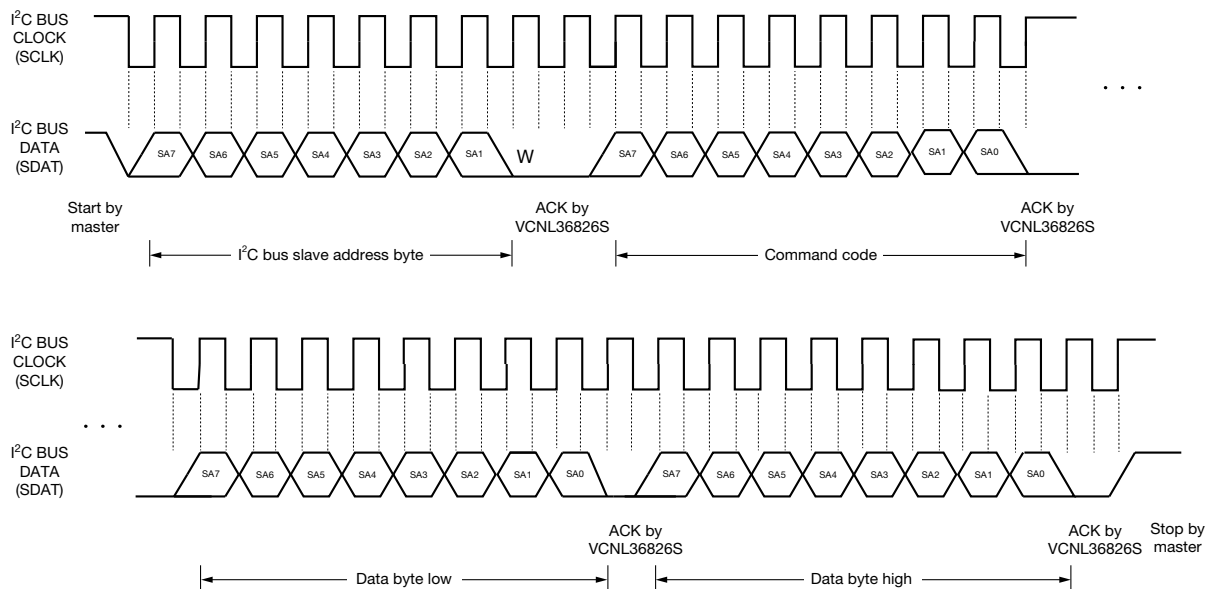 I²C BUS
CLOCK
(SCLK)
. . .
I²C BUS
DATA
(SDAT)
SA7 SA6 SA5 SA4 SA3 SA2 SA1 W SA7 SA6 SA5 SA4 SA3 SA2 SA1 SA0
Start by
master
ACK by
VCNL36826S
ACK by
VCNL36826S
I²C bus slave address byte
Command code
I²C BUS
CLOCK
(SCLK)
. . .
I²C BUS
DATA
(SDAT)
SA7 SA6 SA5 SA4 SA3 SA2 SA1 SA0 SA7 SA6 SA5 SA4 SA3 SA2 SA1 SA0
ACK by
VCNL36826S
ACK by
VCNL36826S
Stop by
master
Data byte low
Data byte high